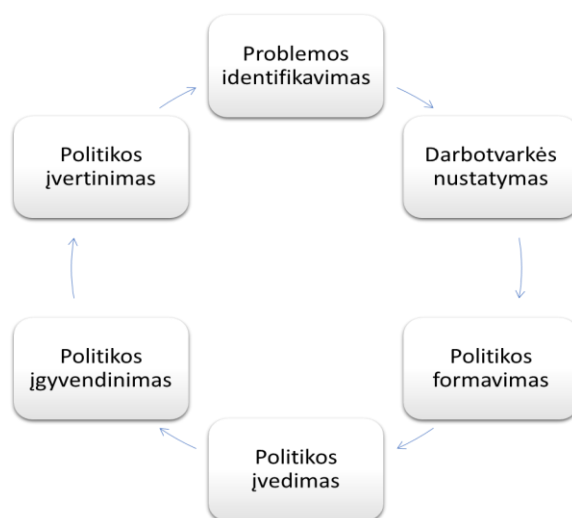 Problemos
identifikavimas
Darbotvarkės
nustatymas
Politikos
formavimas
Politikos
įvedimas
Politikos
įgyvendinimas
Politikos
įvertinimas